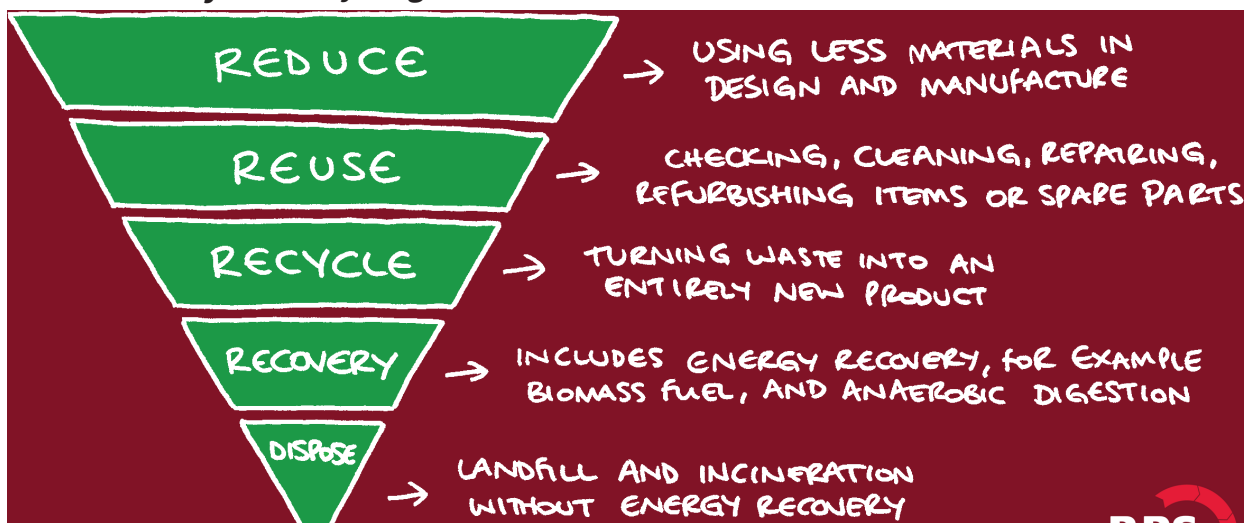 REDUCE
USING LESS MATERIALS IN
DESIGN AND MANUFACTURE
REUSE
CHECKING, CLEANING, REPAIRING,
REFURBISHING ITEMS OR SPARE PARTS
RECYCLE
TURNING WASTE INTO AN
ENTIRELY NEW PRODUCT
RECOVERY
INCLUDES ENERGY RECOVERY, FOR EXAMPLE
BIOMASS FUEL, AND ANAEROBIC DIGESTION
DISPOSE
LANDFILL AND INCINERATION
WITHOUT ENERGY RECOVERY